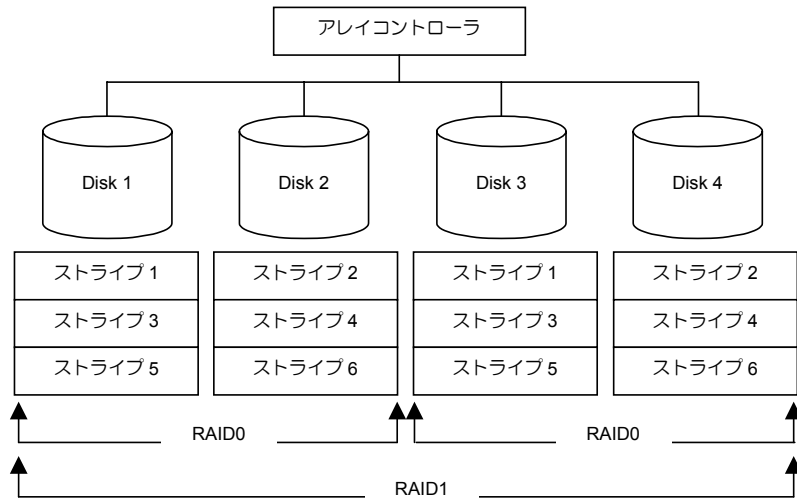 アレイコントローラ
Disk 1 Disk 2 Disk 3 Disk 4
ストライプ 1 ストライプ 2 ストライプ 1 ストライプ 2
ストライプ 3 ストライプ 4 ストライプ 3 ストライプ 4
ストライプ 5 ストライプ 6 ストライプ 5 ストライプ 6
RAID0 RAID0
RAID1